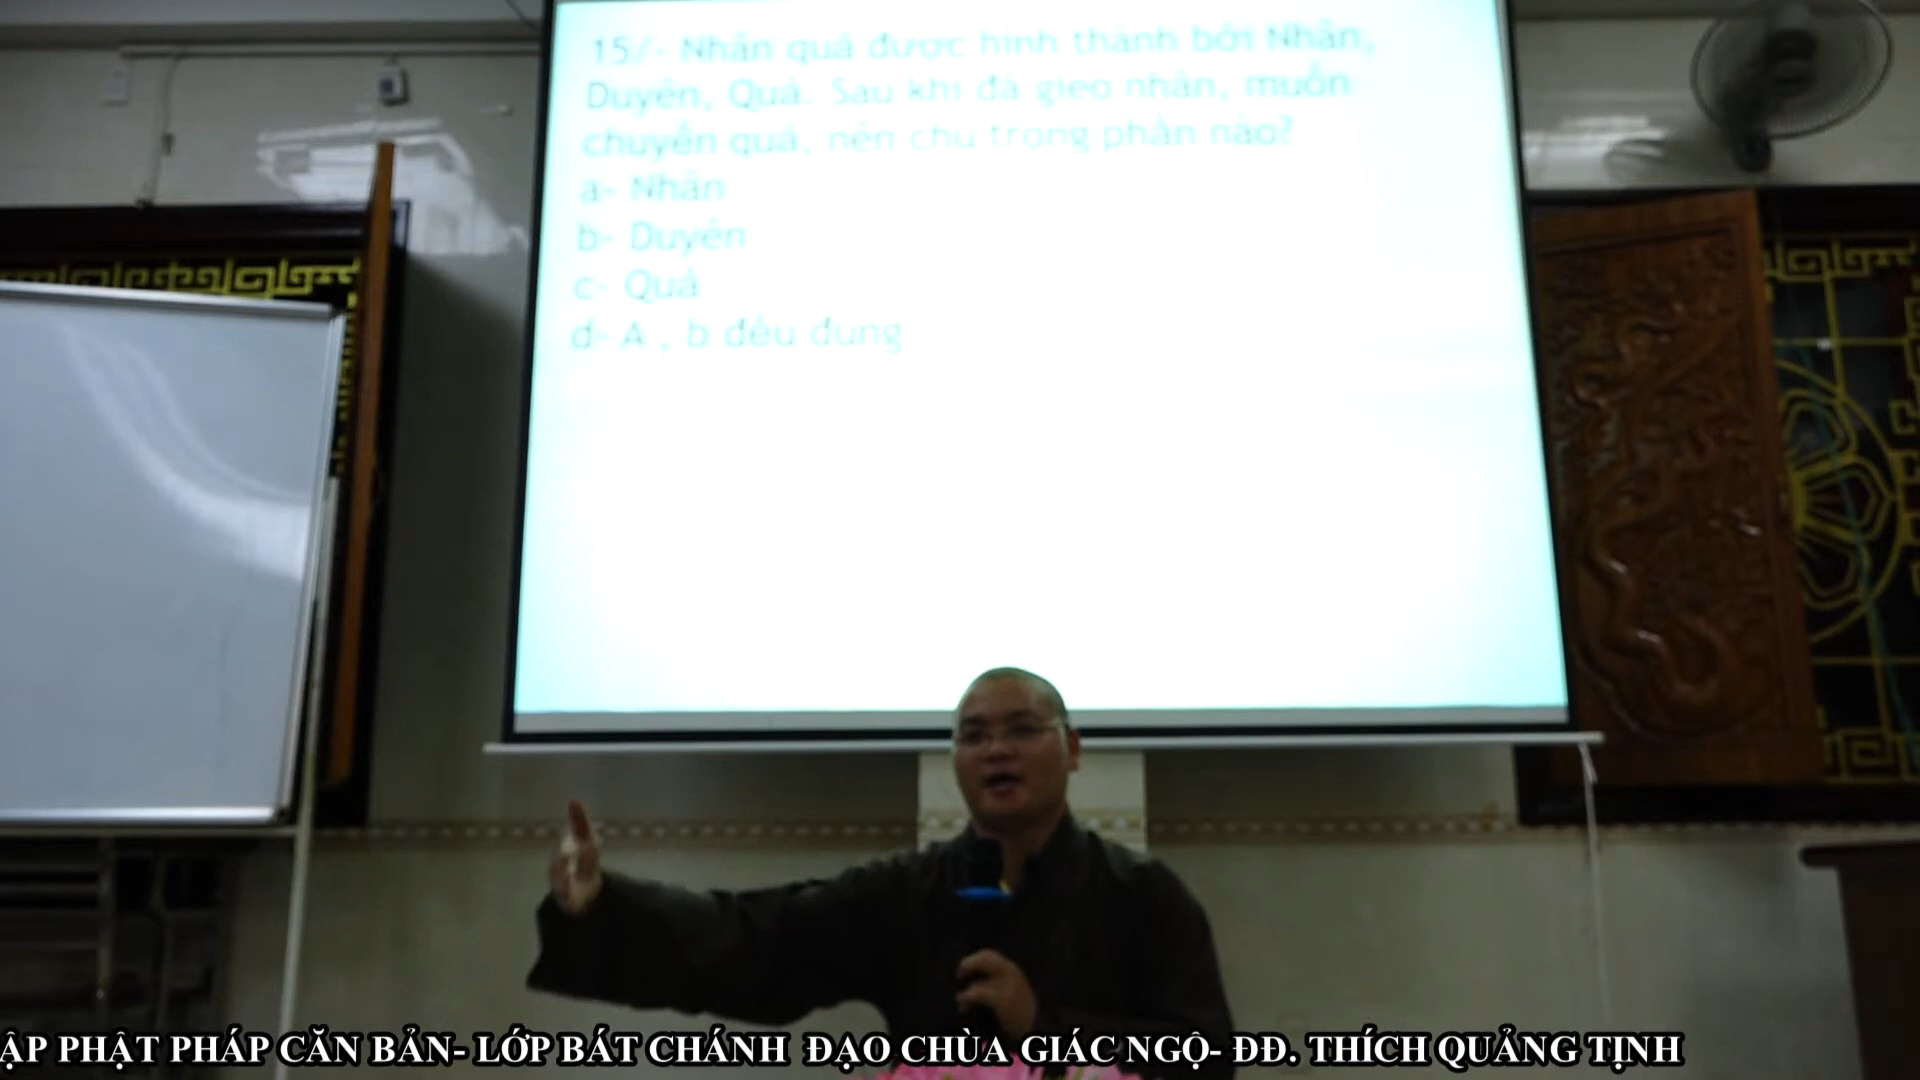 15/- Nhân quả được hình thành bởi Nhân,
Duyên, Quả. Sau khi đã gieo nhân, muốn
chuyển quả, nên chú trọng phần nào?
a- Nhân
b- Duyên
c- Quả
d- A , b đều đúng
ẬP PHẬT PHÁP CĂN BẢN- LỚP BÁT CHÁNH ĐẠO CHÙA GIÁC NGỘ- ĐĐ. THÍCH QUẢNG TỊNH